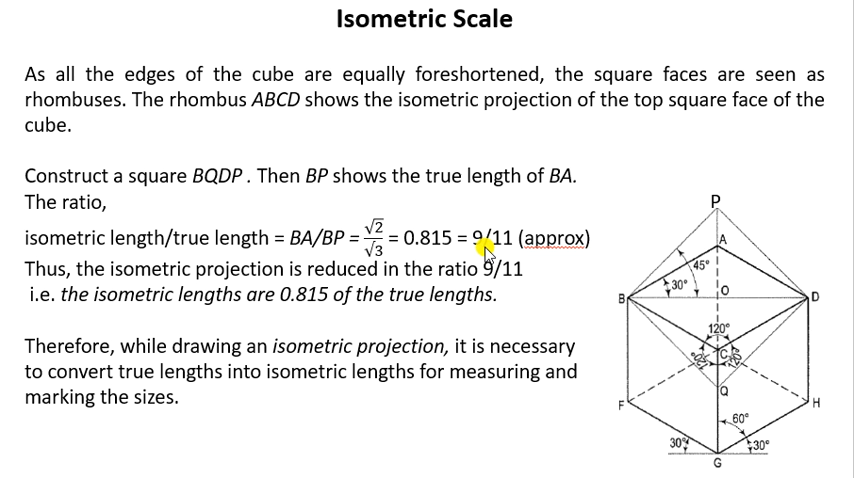 Isometric Scale
As all the edges of the cube are equally foreshortened, the square faces are seen as
rhombuses. The rhombus ABCD shows the isometric projection of the top square face of the
cube.
Construct a square BQDP . Then BP shows the true length of BA.
The ratio,
isometric length/true length = BA/BP = √2/√3 = 0.815 = 9/11 (approx)
Thus, the isometric projection is reduced in the ratio 9/11
i.e. the isometric lengths are 0.815 of the true lengths.
Therefore, while drawing an isometric projection, it is necessary
to convert true lengths into isometric lengths for measuring and
marking the sizes.
P
A
45°
30°
O
B
D
120°
120°
C
120°
Q
F
H
60°
30°
30°
G